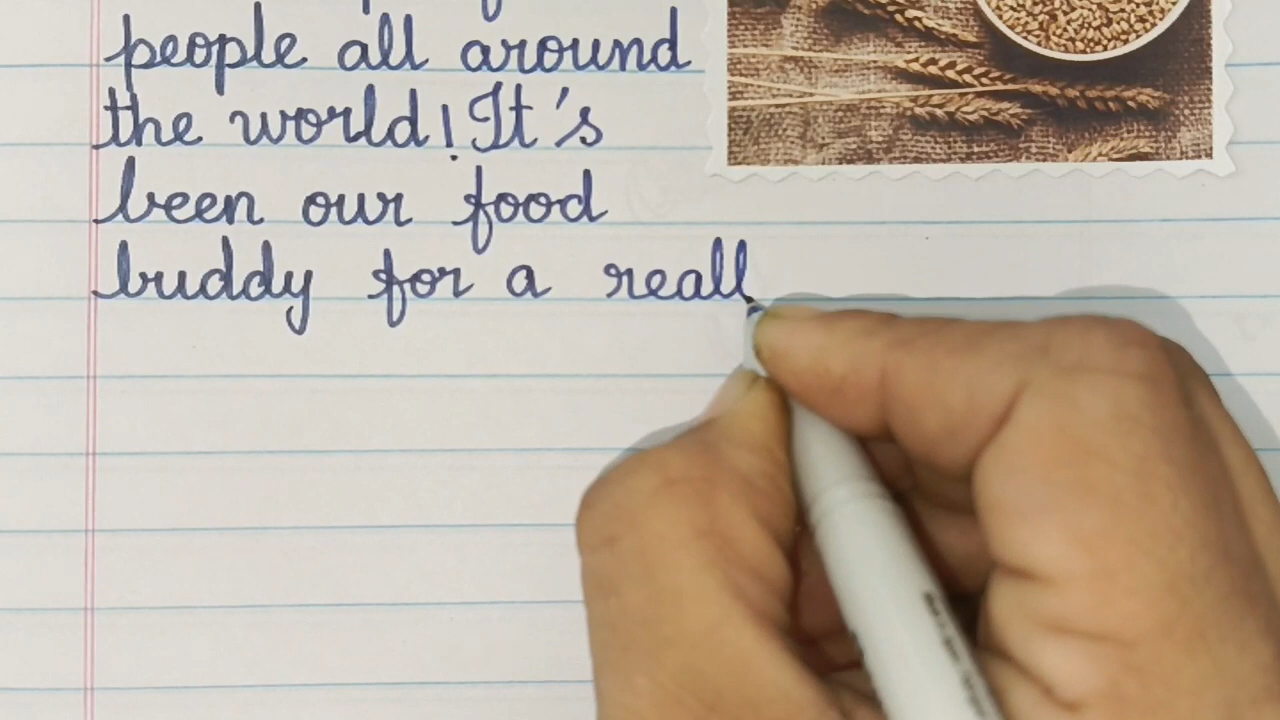 people all around
the world! It's
been our food
buddy for a reall